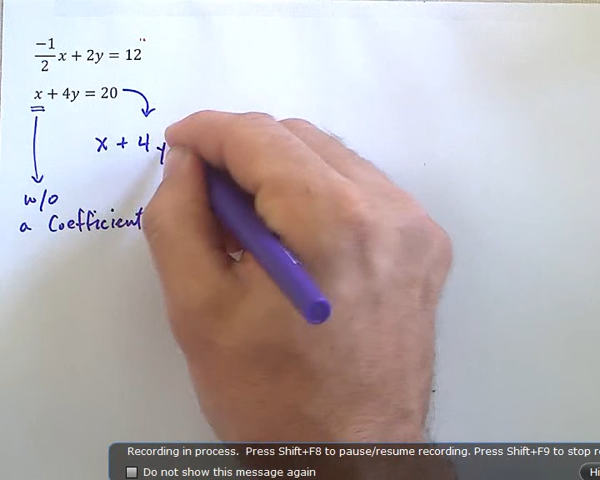 -1/2 x + 2y = 12
x + 4y = 20
x + 4y
w/o
a Coefficient
Recording in process. Press Shift+F8 to pause/resume recording. Press Shift+F9 to stop
Do not show this message again